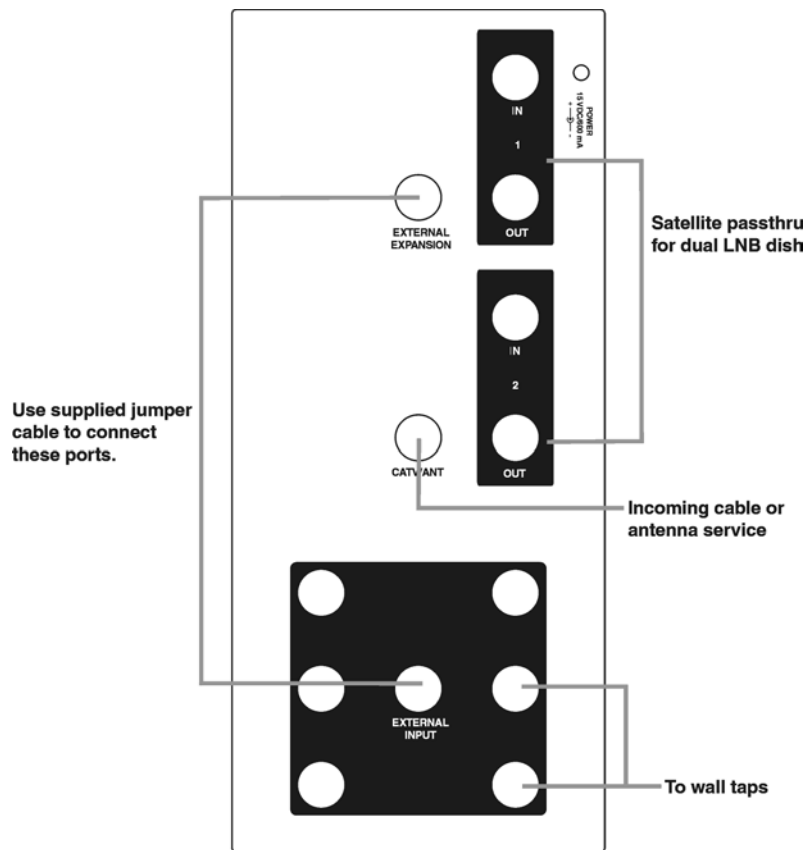 IN
1
OUT
POWER
15 VDC/600 mA
+ -
EXTERNAL
EXPANSION
Satellite passthru
for dual LNB dish
IN
2
OUT
Use supplied jumper
cable to connect
these ports.
CATV/ANT
Incoming cable or
antenna service
EXTERNAL
INPUT
To wall taps